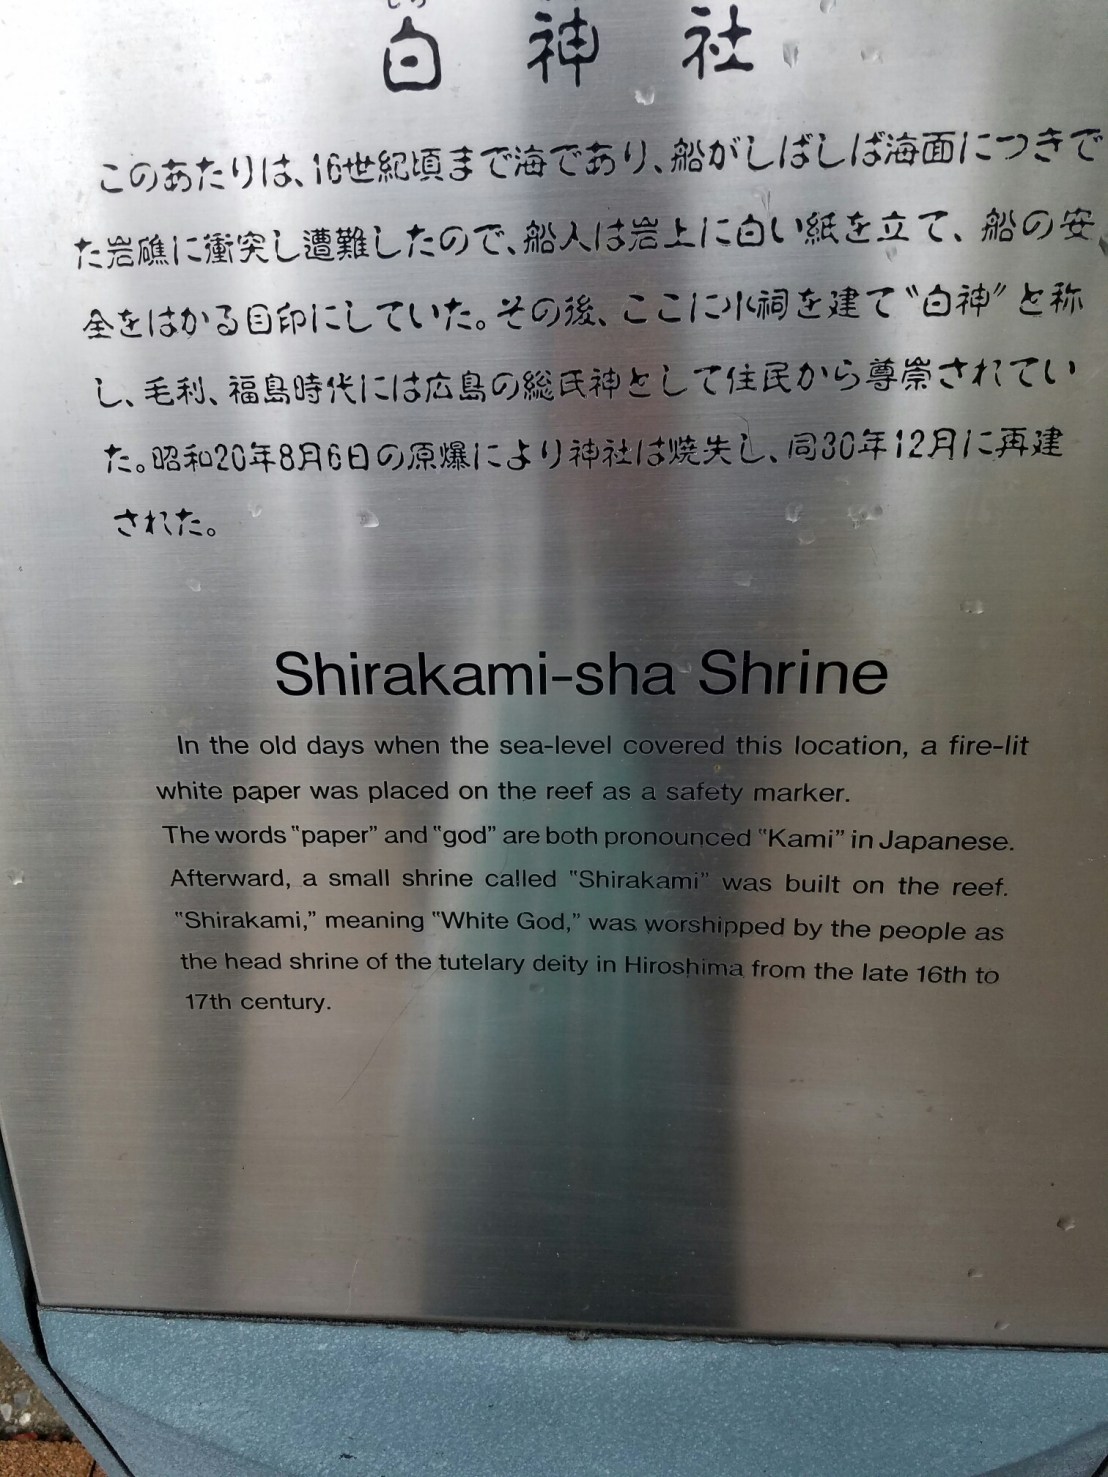 白神社
このあたりは、16世紀頃まで海であり、船がしばしば海面につきで
た岩礁に衝突し遭難したので、船人は岩上に白い紙を立て、船の安
全をはかる目印にしていた。その後、ここに小祠を建て“白神”と称
し、毛利、福島時代には広島の総氏神として住民から尊崇されてい
た。昭和20年8月6日の原爆により神社は焼失し、同30年12月に再建
された。
Shirakami-sha Shrine
In the old days when the sea-level covered this location, a fire-lit
white paper was placed on the reef as a safety marker.
The words "paper" and "god" are both pronounced "Kami" in Japanese.
Afterward, a small shrine called "Shirakami" was built on the reef.
"Shirakami," meaning "White God," was worshipped by the people as
the head shrine of the tutelary deity in Hiroshima from the late 16th to
17th century.